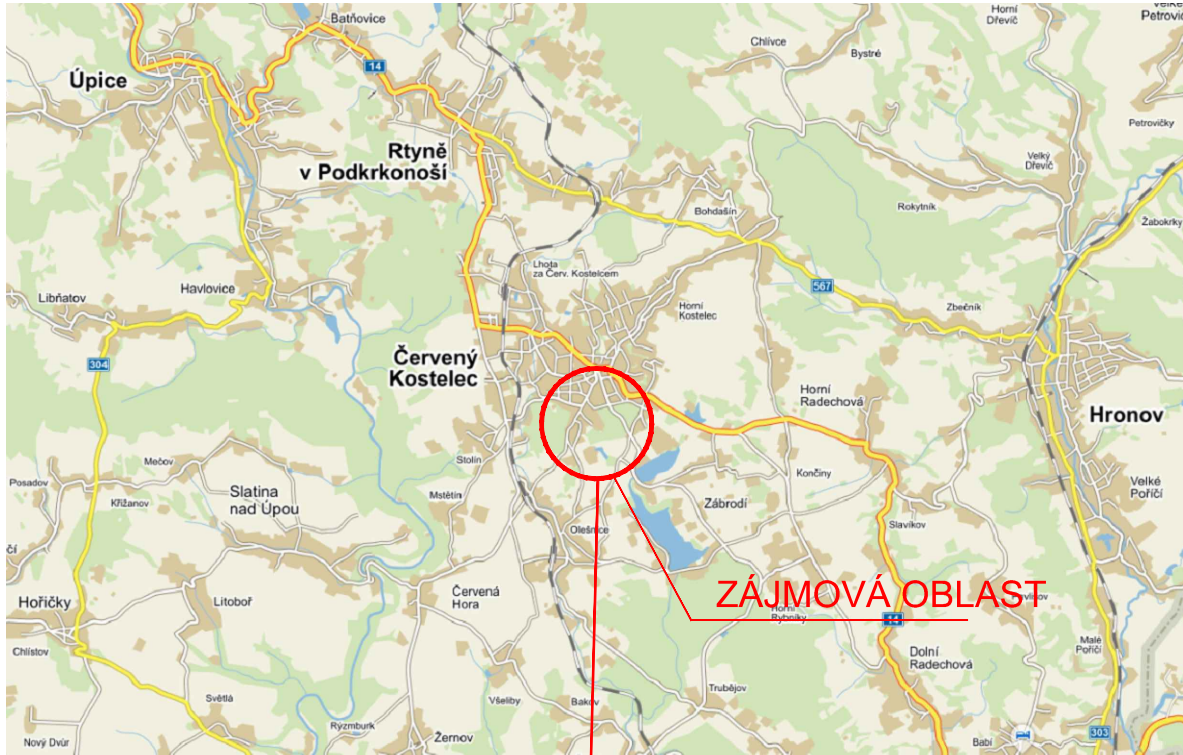 Batňovice
Horní
Dřevíč
Chlívce
Bystré
Úpice
14
Petrovičky
Rtyně
v Podkrkonoší
Velký
Dřevíč
Bohdašín
Rokytník
Žabokrky
Lhota
za Červ. Kostelcem
Havlovice
567
Libňatov
Horní
Kostelec
Zbečník
304
Červený
Kostelec
Horní
Radechová
Hronov
Mečov
Stolín
Končiny
Posadov
Křižanov
Slatina
nad Úpou
Mstětín
Zábrodí
Velké
Poříčí
Olešnice
Slavíkov
Hořičky
Litoboř
Červená
Hora
ZÁJMOVÁ OBLAST
Horní
Rybníky
14
Chlístov
Dolní
Radechová
Malé
Poříčí
Světlá
Všeliby
Bakov
Trubějov
Rýzmburk
Nový Dvůr
Žernov
Babí
303